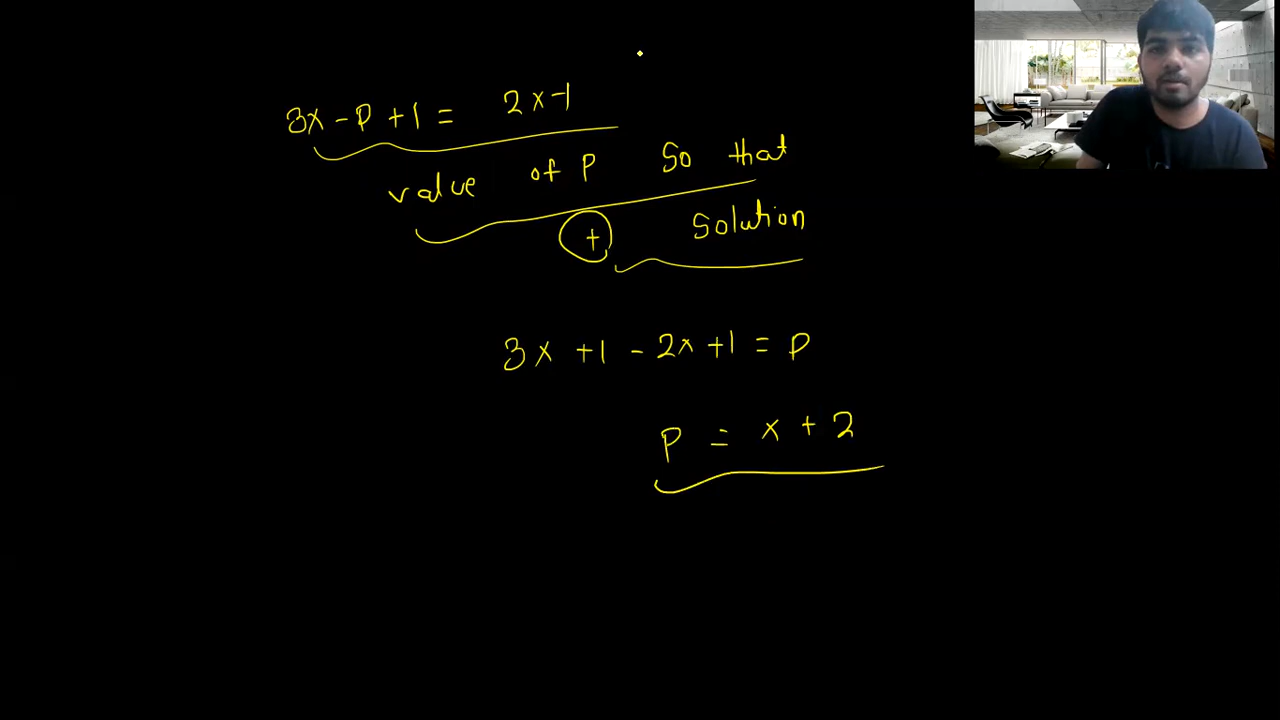 3x - p + 1 = 2x - 1
value of p so that
+ solution
3x + 1 - 2x + 1 = p
p = x + 2